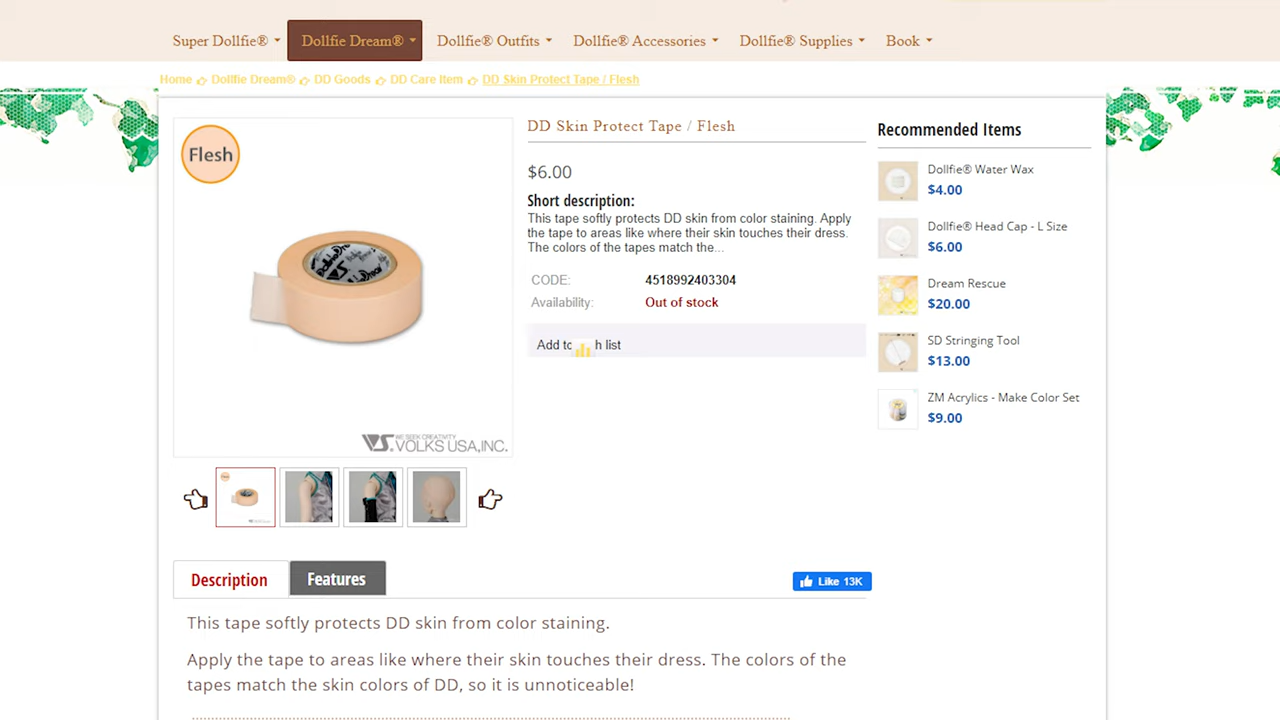 Super Dollfie® Dollfie Dream® Dollfie® Outfits Dollfie® Accessories Dollfie® Supplies Book
Home Dollfie Dream® DD Goods DD Care Item DD Skin Protect Tape / Flesh
Flesh
WE SEEK CREATIVITY
VOLKS USA,INC.
DD Skin Protect Tape / Flesh
$6.00
Short description:
This tape softly protects DD skin from color staining. Apply
the tape to areas like where their skin touches their dress.
The colors of the tapes match the...
CODE: 4518992403304
Availability: Out of stock
Add to h list
Recommended Items
Dollfie® Water Wax
$4.00
Dollfie® Head Cap - L Size
$6.00
Dream Rescue
$20.00
SD Stringing Tool
$13.00
ZM Acrylics - Make Color Set
$9.00
Description Features
Like 13K
This tape softly protects DD skin from color staining.
Apply the tape to areas like where their skin touches their dress. The colors of the
tapes match the skin colors of DD, so it is unnoticeable!